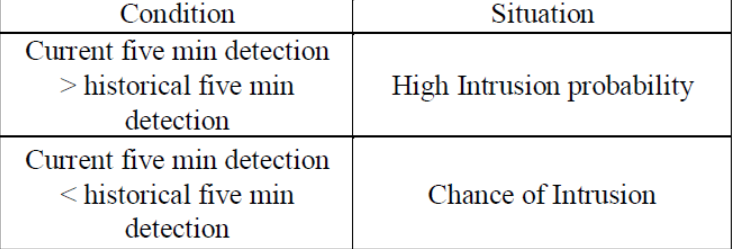 Condition
Situation
Current five min detection
> historical five min
detection
High Intrusion probability
Current five min detection
< historical five min
detection
Chance of Intrusion